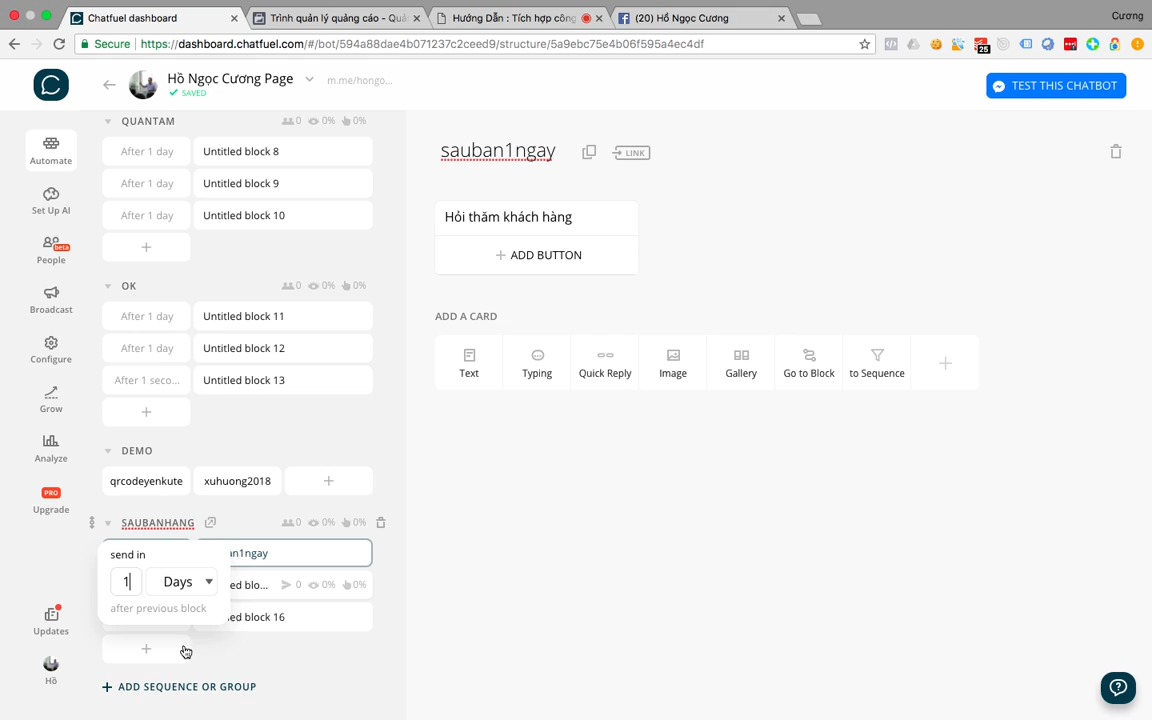 Chatfuel dashboard
Trình quản lý quảng cáo - Quả
Hướng Dẫn : Tích hợp công
(20) Hồ Ngọc Cương
Cương
Secure
https://dashboard.chatfuel.com/#/bot/594a88dae4b071237c2ceed9/structure/5a9ebc75e4b06f595a4ec4df
25
Hồ Ngọc Cương Page
m.me/hongo...
SAVED
TEST THIS CHATBOT
Automate
Set Up AI
beta
People
Broadcast
Configure
Grow
Analyze
PRO
Upgrade
Updates
Hồ
QUANTAM
0 0% 0%
After 1 day Untitled block 8
After 1 day Untitled block 9
After 1 day Untitled block 10
OK
0 0% 0%
After 1 day Untitled block 11
After 1 day Untitled block 12
After 1 seco... Untitled block 13
DEMO
qrcodeyenkute xuhuong2018
SAUBANHANG
0 0% 0%
send in
an1ngay
1 Days
ed blo... 0 0% 0%
after previous block
ed block 16
ADD SEQUENCE OR GROUP
sauban1ngay
LINK
Hỏi thăm khách hàng
ADD BUTTON
ADD A CARD
Text Typing Quick Reply Image Gallery Go to Block to Sequence